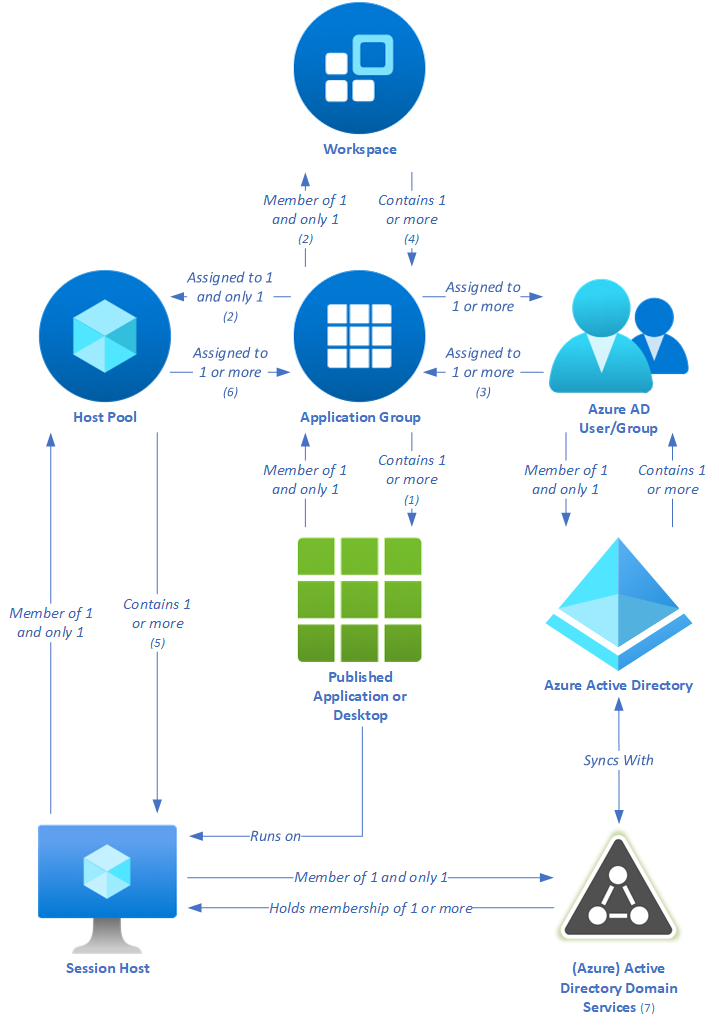 Workspace
Member of 1
and only 1
(2)
Contains 1
or more
(4)
Assigned to 1
and only 1
(2)
Assigned to
1 or more
Assigned to
1 or more
(6)
Assigned to
1 or more
(3)
Host Pool
Application Group
Azure AD
User/Group
Member of 1
and only 1
Contains 1
or more
(1)
Member of 1
and only 1
Contains 1
or more
Member of 1
and only 1
Contains 1
or more
(5)
Published
Application or
Desktop
Azure Active Directory
Syncs With
Runs on
Member of 1 and only 1
Holds membership of 1 or more
Session Host
(Azure) Active
Directory Domain
Services (7)